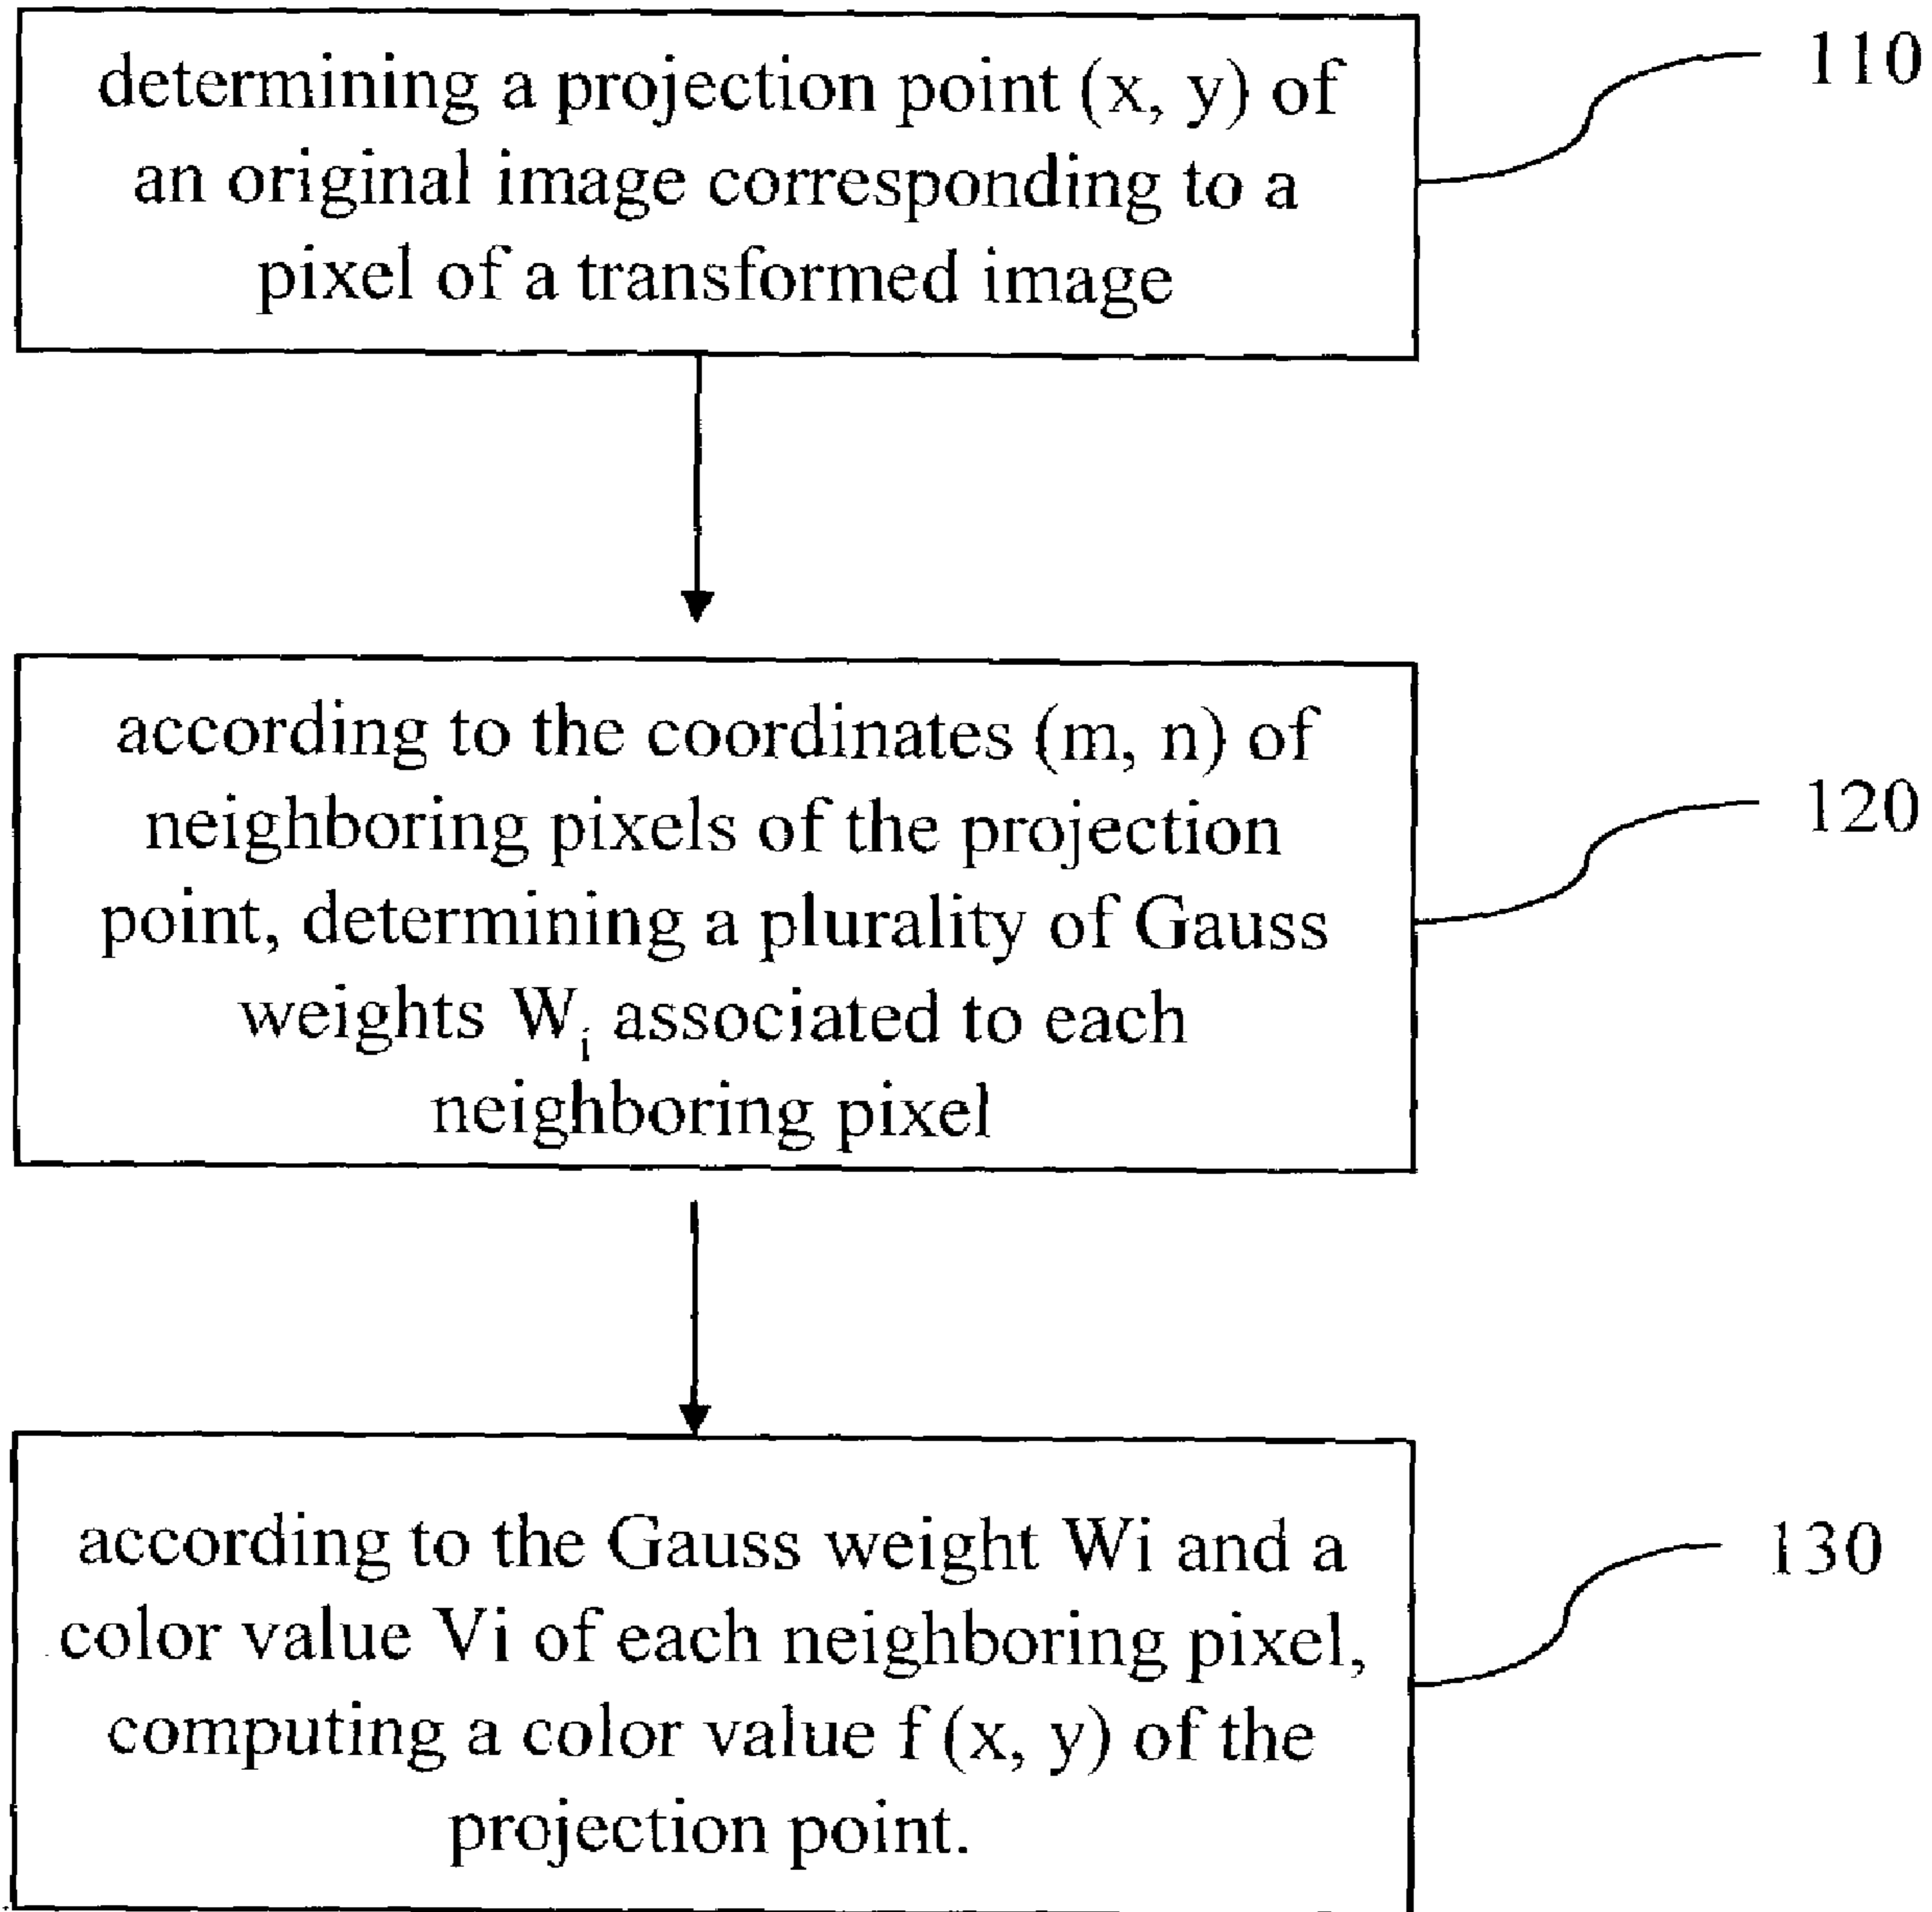 determining a projection point (x, y) of
an original image corresponding to a
pixel of a transformed image
110
according to the coordinates (m, n) of
neighboring pixels of the projection
point, determining a plurality of Gauss
weights Wᵢ associated to each
neighboring pixel
120
according to the Gauss weight Wi and a
color value Vi of each neighboring pixel,
computing a color value f (x, y) of the
projection point.
130